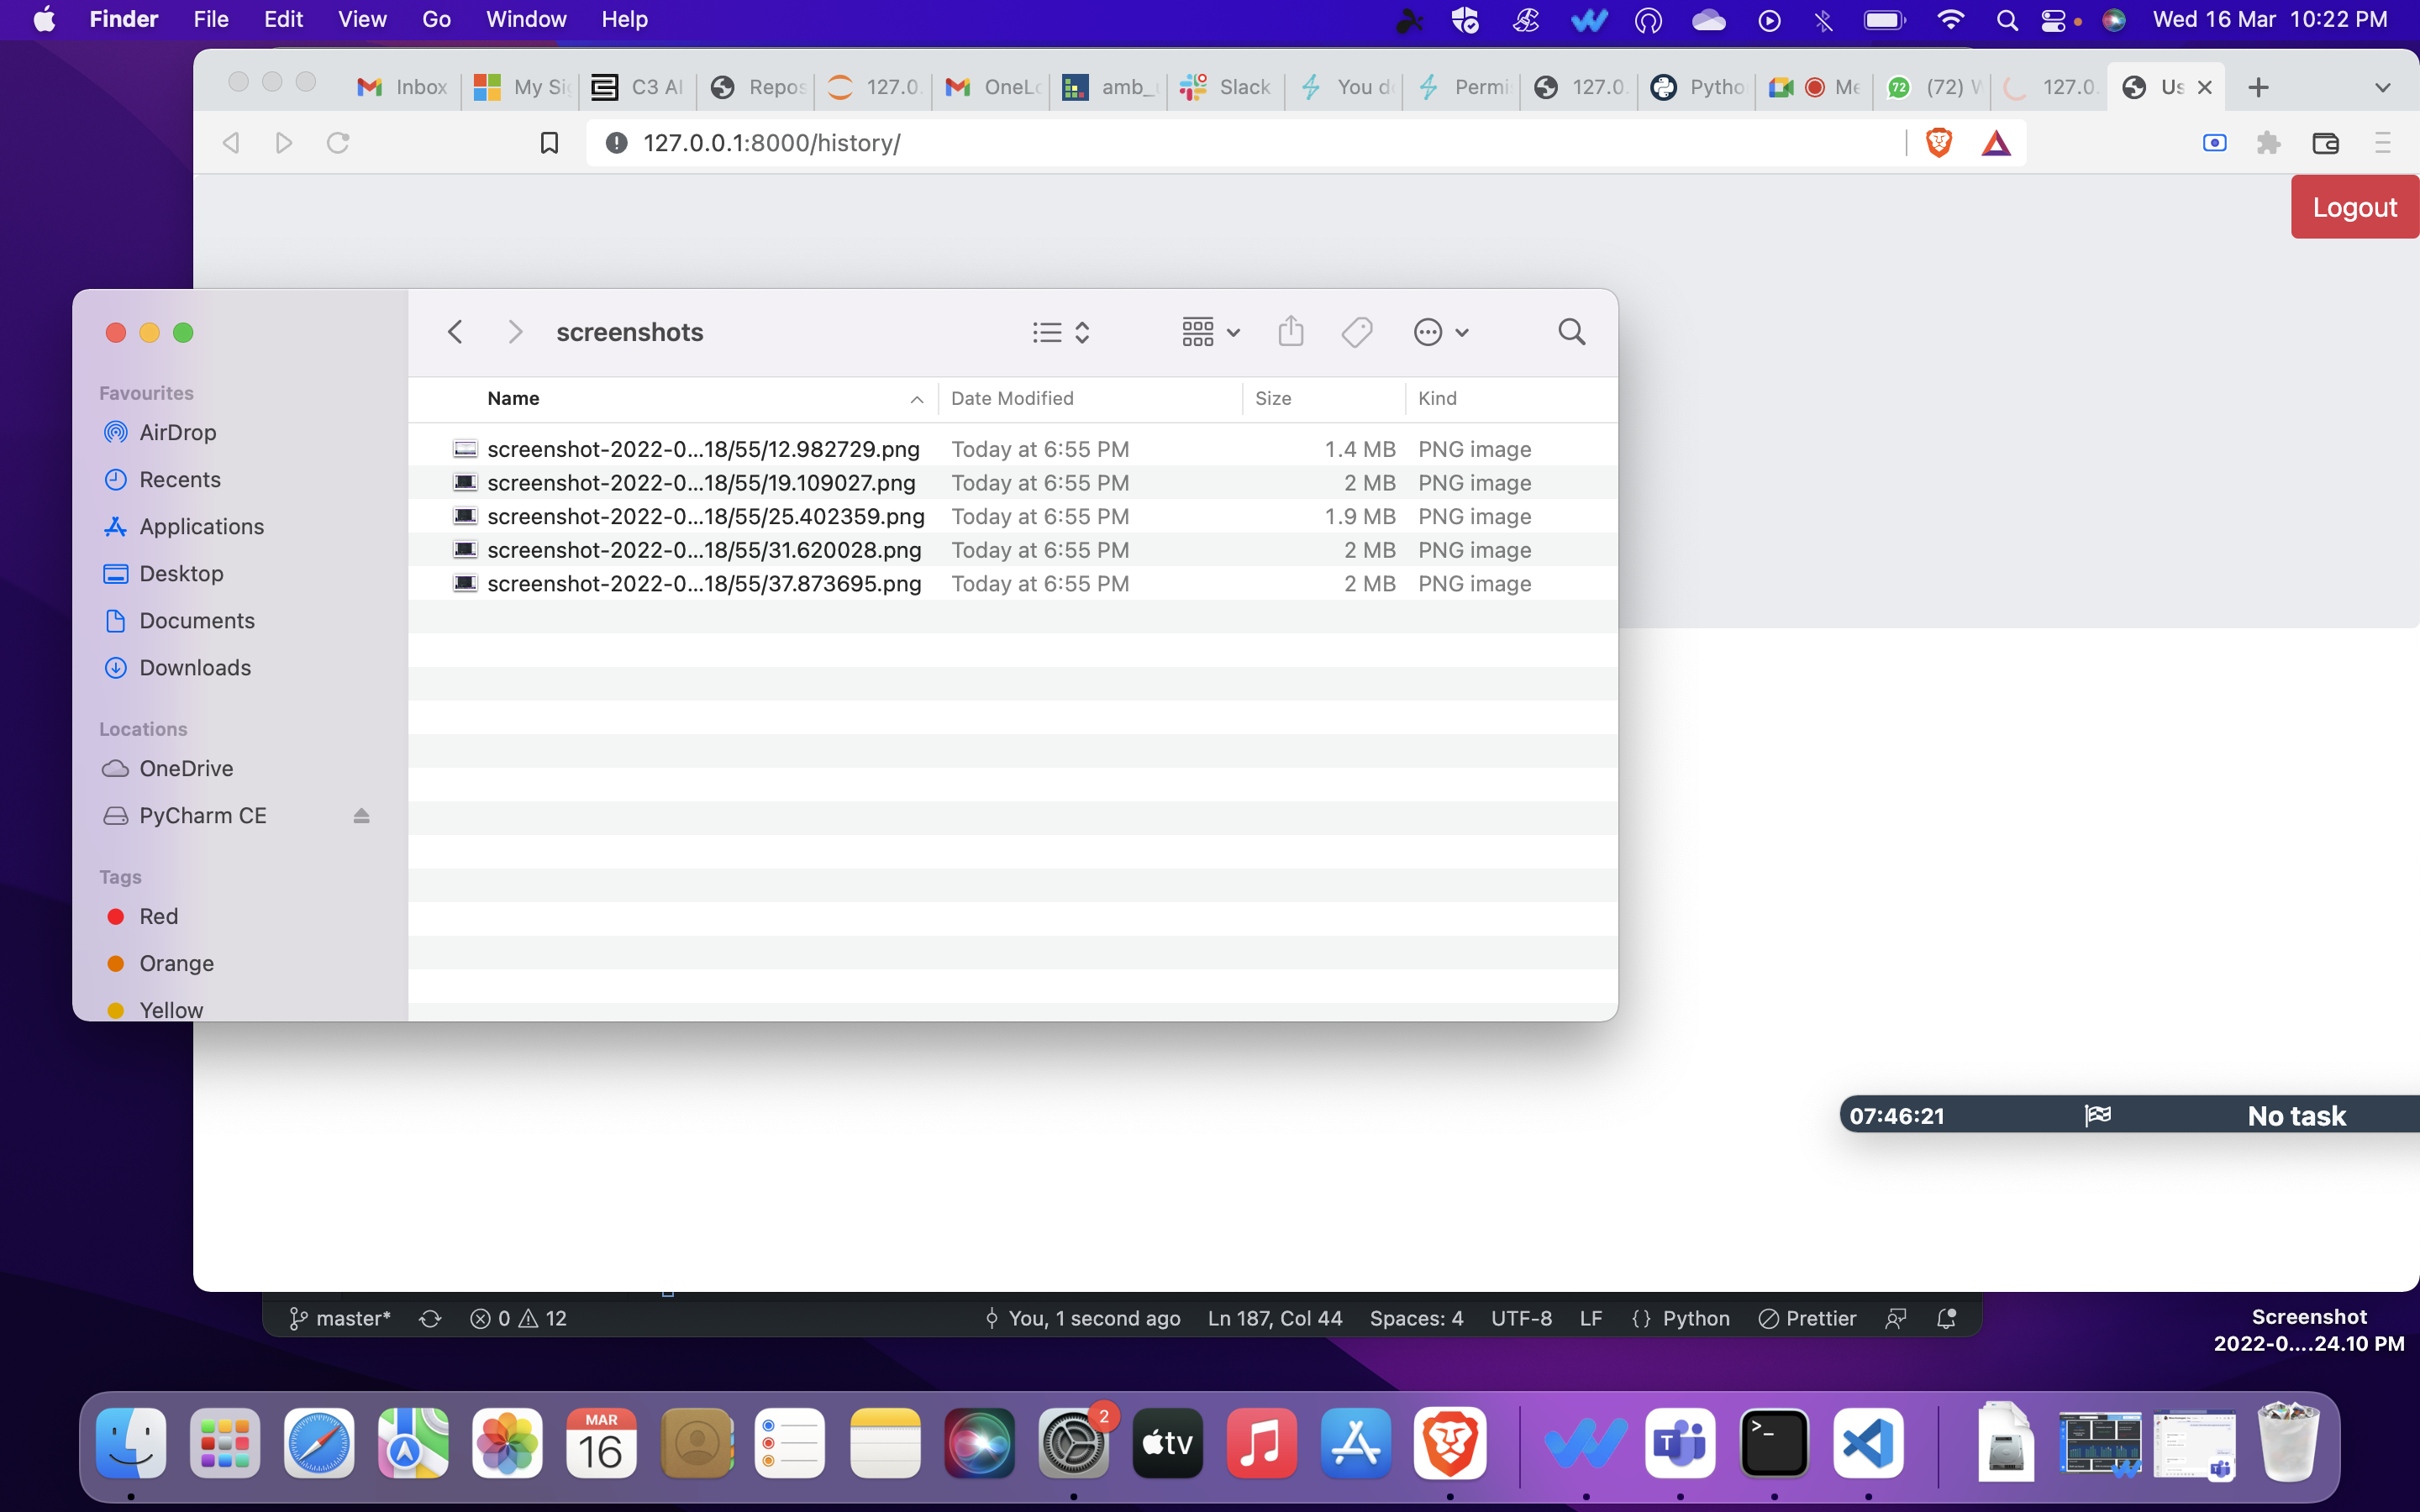 Finder File Edit View Go Window Help Wed 16 Mar 10:22 PM
Inbox My Si C3 AI Repos 127.0. OneLo amb_ Slack You do Permi 127.0. Pytho Me 72 (72) W 127.0. Us
127.0.0.1:8000/history/
Logout
screenshots
Favourites
AirDrop
Recents
Applications
Desktop
Documents
Downloads
Locations
OneDrive
PyCharm CE
Tags
Red
Orange
Yellow
Name Date Modified Size Kind
screenshot-2022-0...18/55/12.982729.png Today at 6:55 PM 1.4 MB PNG image
screenshot-2022-0...18/55/19.109027.png Today at 6:55 PM 2 MB PNG image
screenshot-2022-0...18/55/25.402359.png Today at 6:55 PM 1.9 MB PNG image
screenshot-2022-0...18/55/31.620028.png Today at 6:55 PM 2 MB PNG image
screenshot-2022-0...18/55/37.873695.png Today at 6:55 PM 2 MB PNG image
07:46:21 No task
master* 0 12 You, 1 second ago Ln 187, Col 44 Spaces: 4 UTF-8 LF {} Python Prettier
Screenshot
2022-0....24.10 PM
MAR
16
2
tv
T
>_